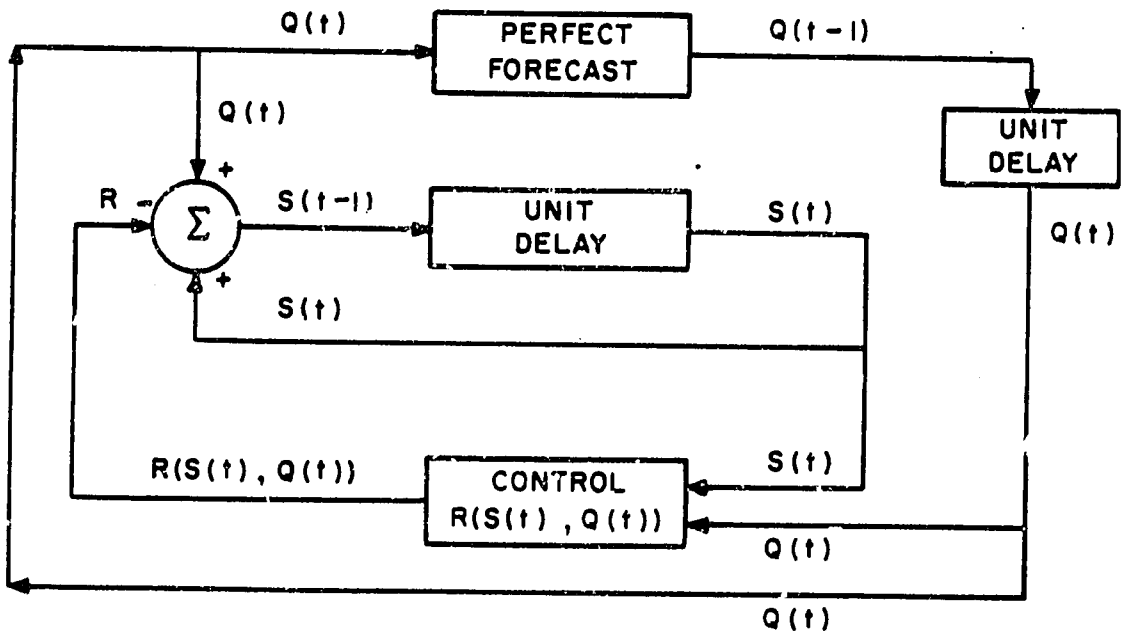 Q(t)
PERFECT
FORECAST
Q(t-1)
Q(t)
UNIT
DELAY
R
-
+
Σ
+
S(t-1)
UNIT
DELAY
S(t)
Q(t)
S(t)
R(S(t), Q(t))
CONTROL
R(S(t), Q(t))
S(t)
Q(t)
Q(t)